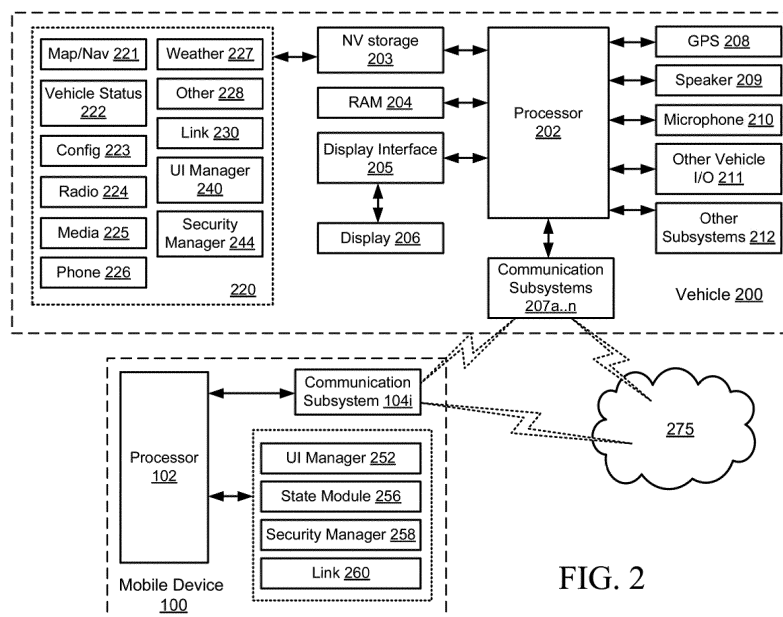 Map/Nav 221
Vehicle Status
222
Config 223
Radio 224
Media 225
Phone 226
Weather 227
Other 228
Link 230
UI Manager
240
Security
Manager 244
220
NV storage
203
RAM 204
Display Interface
205
Display 206
Processor
202
Communication
Subsystems
207a..n
GPS 208
Speaker 209
Microphone 210
Other Vehicle
I/O 211
Other
Subsystems 212
Vehicle 200
Processor
102
Communication
Subsystem 104i
UI Manager 252
State Module 256
Security Manager 258
Link 260
Mobile Device
100
275
FIG. 2